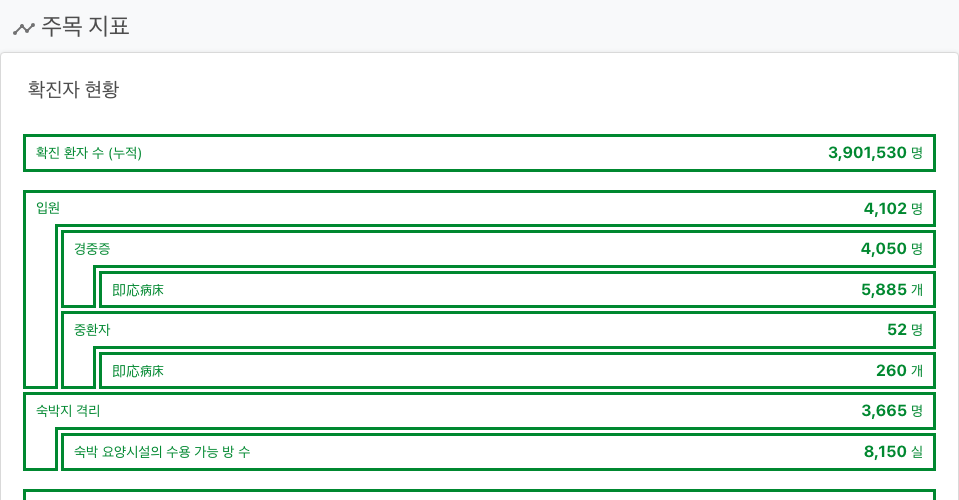 주목 지표
확진자 현황
확진 환자 수 (누적) 3,901,530 명
입원 4,102 명
경중증 4,050 명
即応病床 5,885 개
중환자 52 명
即応病床 260 개
숙박지 격리 3,665 명
숙박 요양시설의 수용 가능 방 수 8,150 실